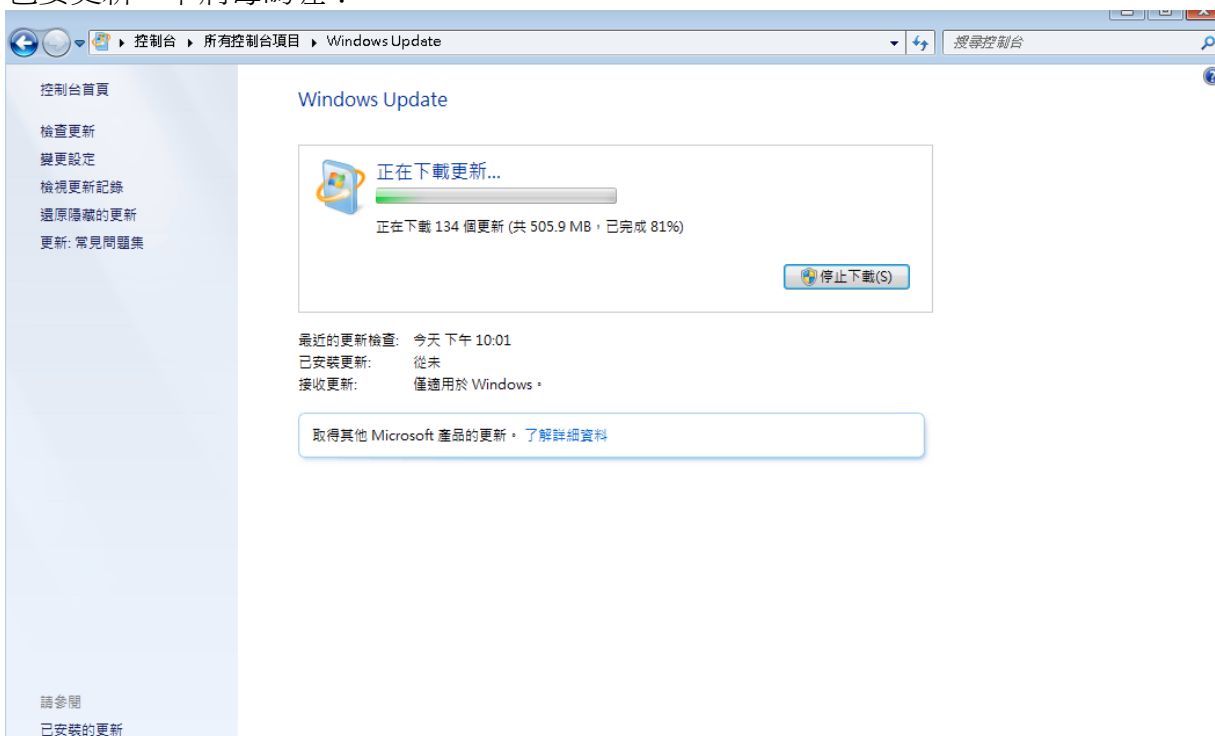 控制台 ▸ 所有控制台項目 ▸ Windows Update
搜尋控制台
控制台首頁
檢查更新
變更設定
檢視更新記錄
還原隱藏的更新
更新: 常見問題集
Windows Update
正在下載更新...
正在下載 134 個更新 (共 505.9 MB，已完成 81%)
停止下載(S)
最近的更新檢查: 今天 下午 10:01
已安裝更新: 從未
接收更新: 僅適用於 Windows。
取得其他 Microsoft 產品的更新。 了解詳細資料
請參閱
已安裝的更新